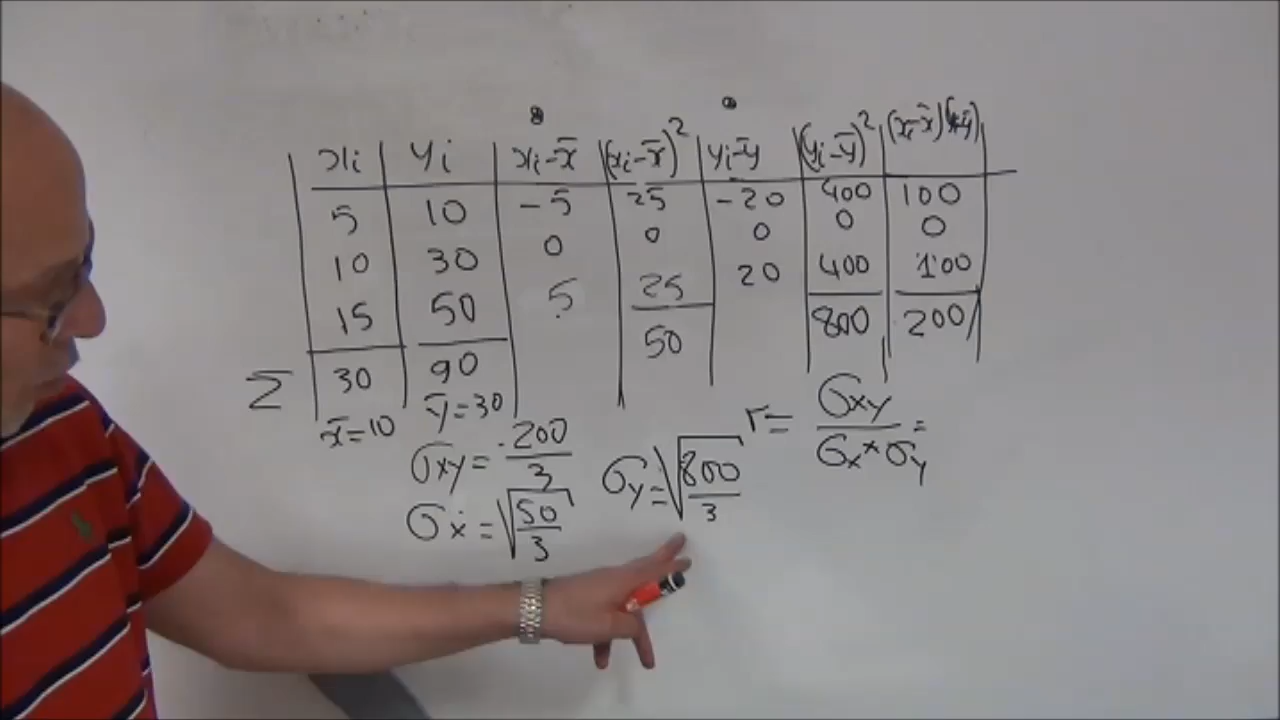 xi yi xi-x̄ (xi-x̄)² yi-ȳ (yi-ȳ)² (xi-x̄)(yi-ȳ)
5 10 -5 25 -20 400 100
10 30 0 0 0 0 0
15 50 5 25 20 400 100
Σ 30 90 50 800 200
x̄=10 ȳ=30
σxy=200/3
σx=√50/3
σy=√800/3
r=σxy/σx*σy=